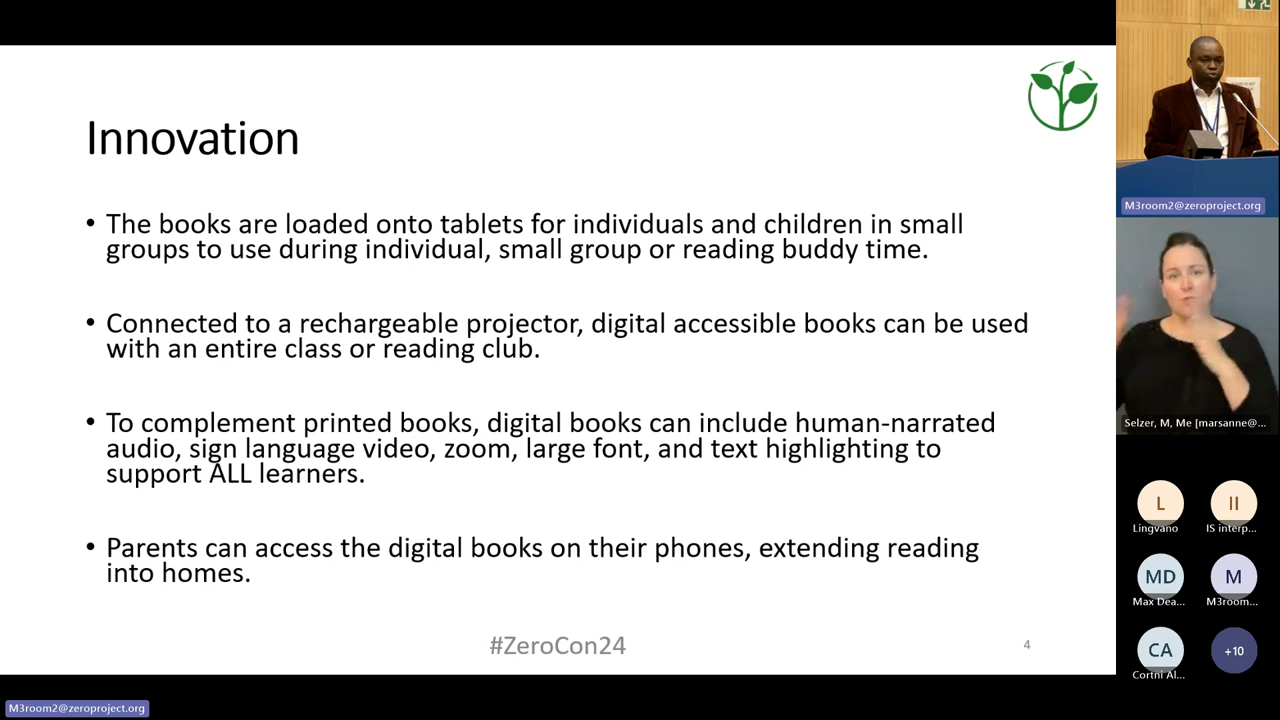 Innovation
• The books are loaded onto tablets for individuals and children in small
groups to use during individual, small group or reading buddy time.
• Connected to a rechargeable projector, digital accessible books can be used
with an entire class or reading club.
• To complement printed books, digital books can include human-narrated
audio, sign language video, zoom, large font, and text highlighting to
support ALL learners.
• Parents can access the digital books on their phones, extending reading
into homes.
#ZeroCon24
4
M3room2@zeroproject.org
M3room2@zeroproject.org
Selzer, M, Me [marsanne@...
L
Lingvano
II
IS interp...
MD
Max Dea...
M
M3room...
CA
Cortni Al...
+10